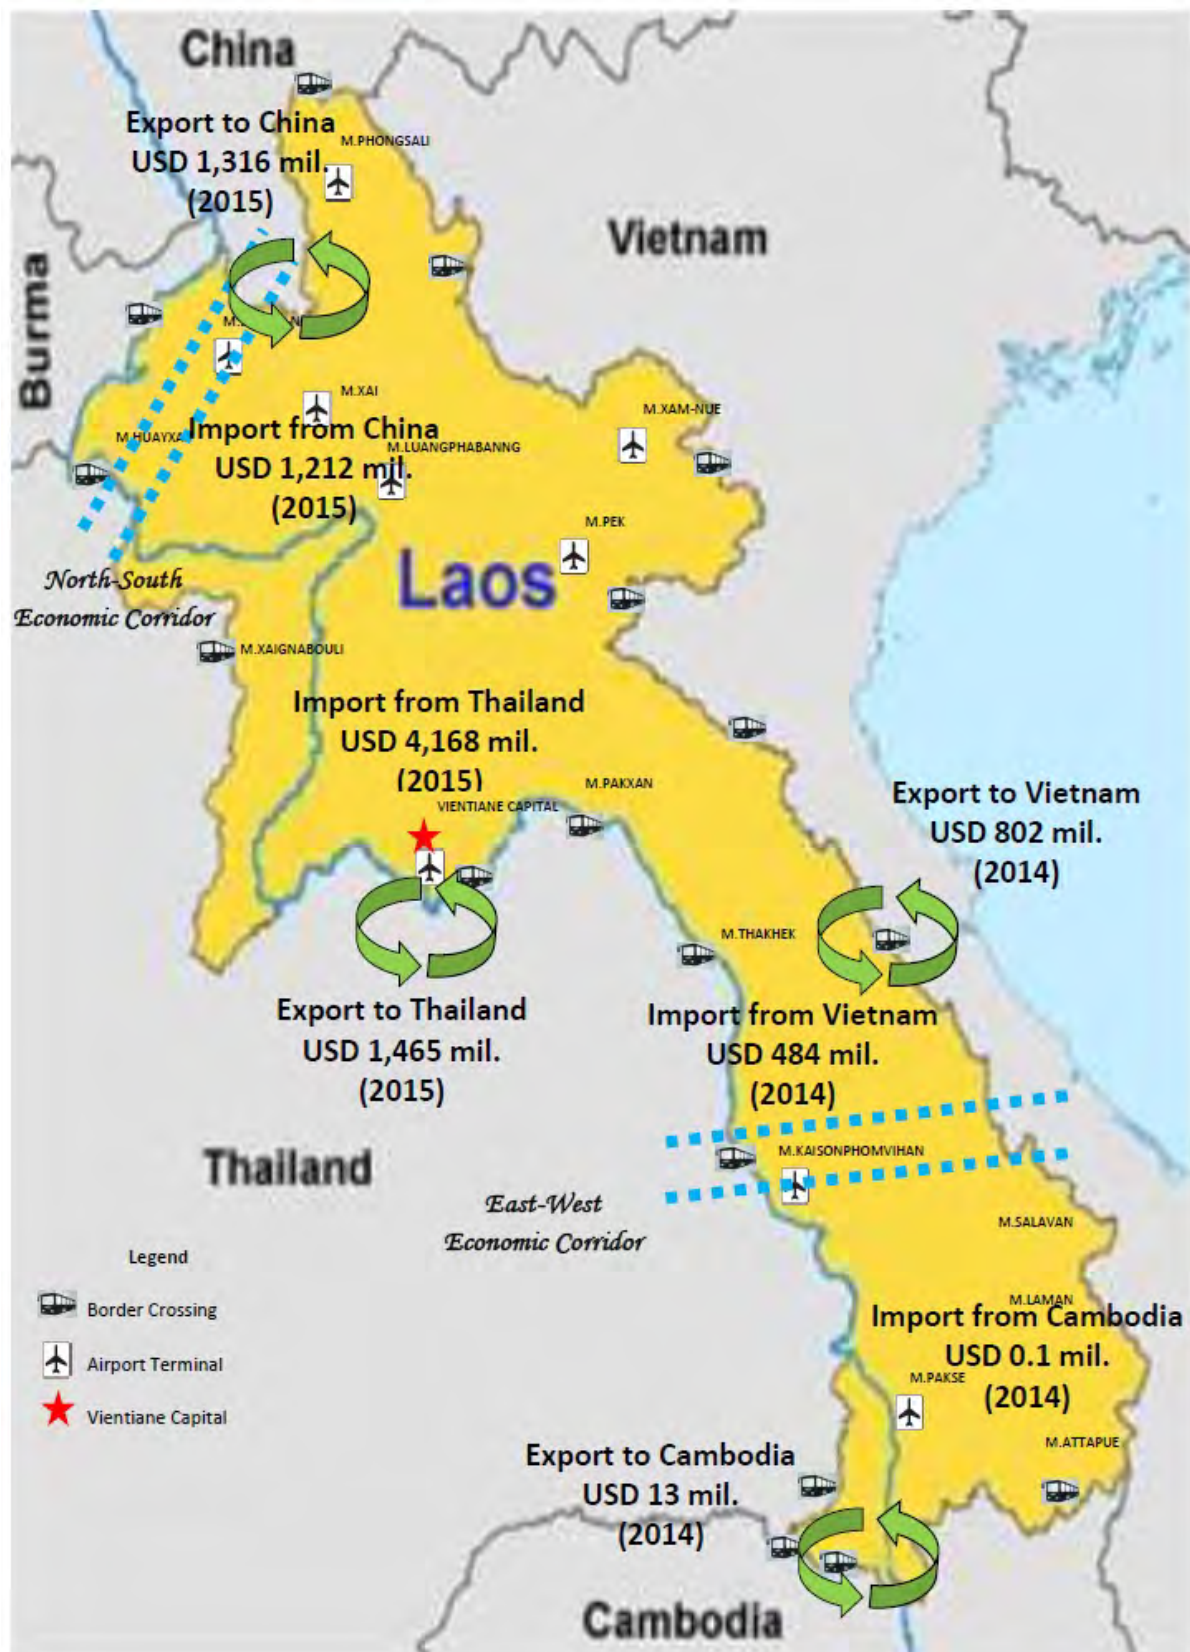 China
Export to China
USD 1,316 mil.
(2015)
M.PHONGSALI
Vietnam
Burma
M.XAI
M.XAM-NUE
Import from China
USD 1,212 mil.
(2015)
M.LUANGPHABANNG
M.PEK
Laos
North-South
Economic Corridor
M.XAIGNABOULI
Import from Thailand
USD 4,168 mil.
(2015)
M.PAKXAN
VIENTIANE CAPITAL
Export to Vietnam
USD 802 mil.
(2014)
M.THAKHEK
Export to Thailand
USD 1,465 mil.
(2015)
Import from Vietnam
USD 484 mil.
(2014)
Thailand
M.KAISONPHOMVIHAN
East-West
Economic Corridor
M.SALAVAN
Legend
Border Crossing
Airport Terminal
Vientiane Capital
M.LAMAN
Import from Cambodia
USD 0.1 mil.
(2014)
M.PAKSE
M.ATTAPUE
Export to Cambodia
USD 13 mil.
(2014)
Cambodia